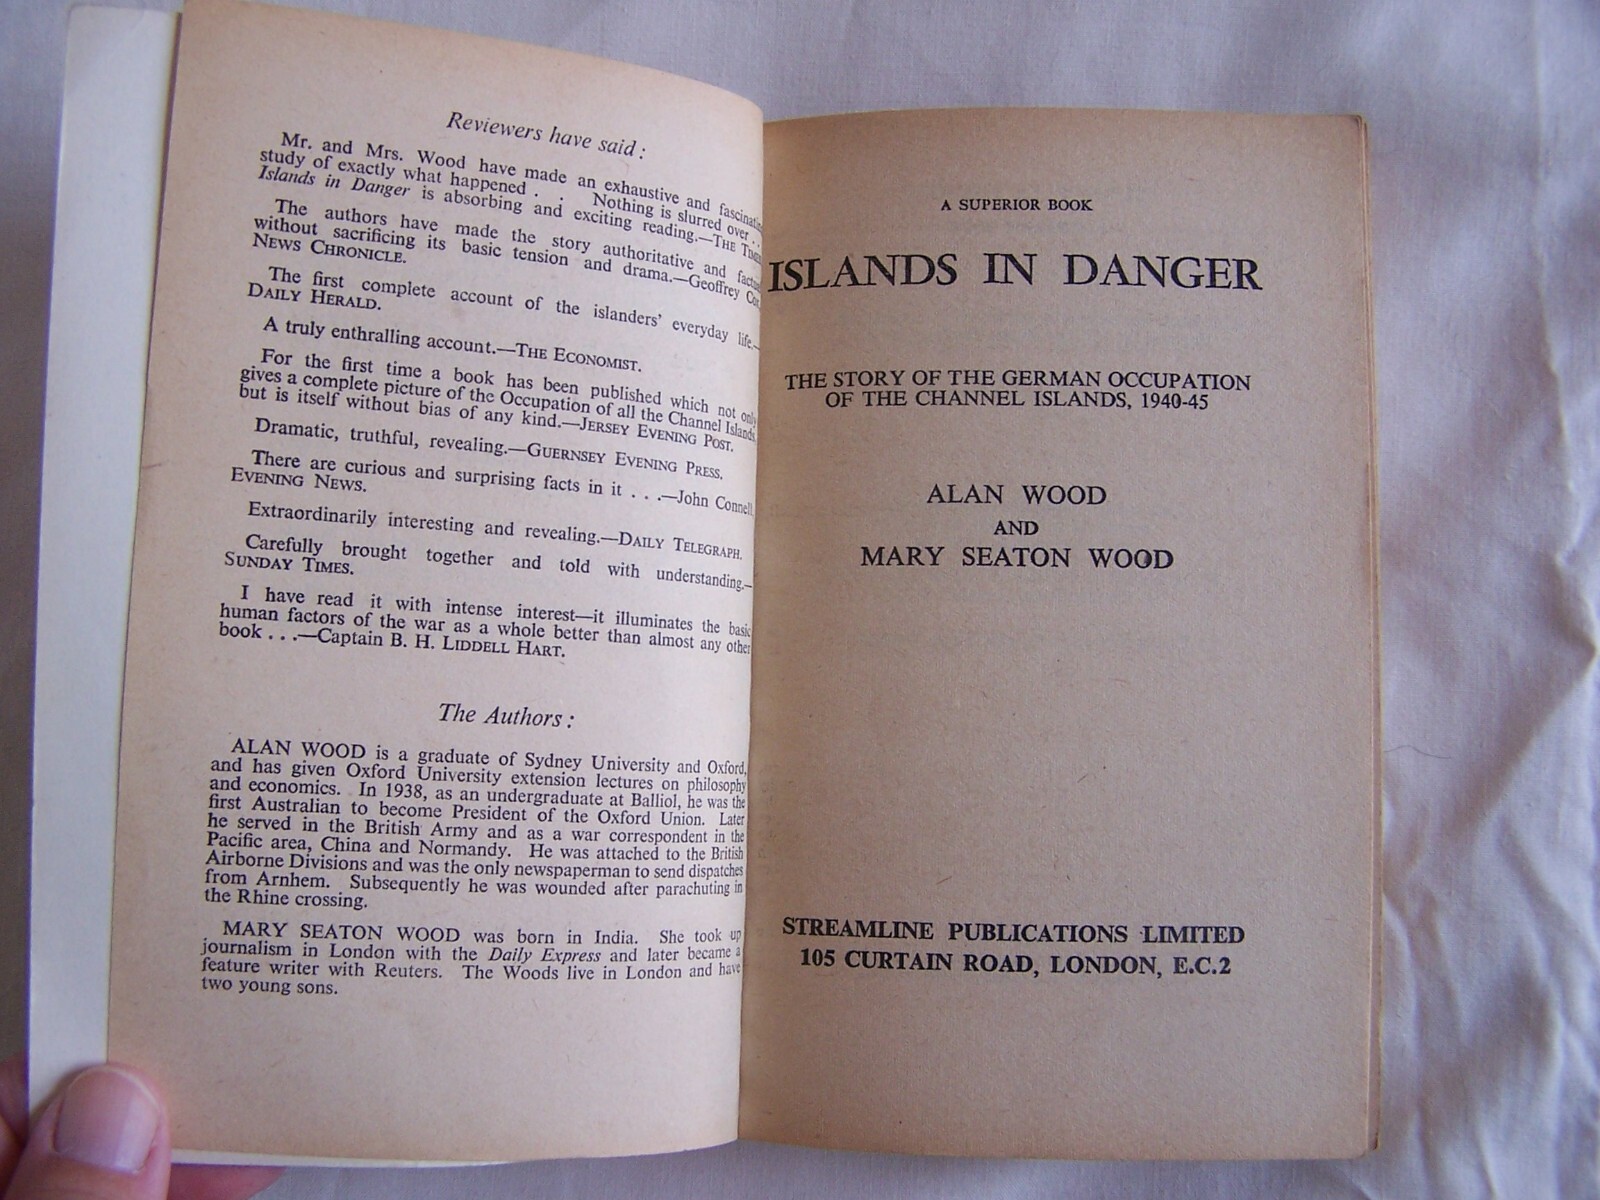 Reviewers have said :
Mr. and Mrs. Wood have made an exhaustive and
study of exactly what happened . . Nothing is slurred over . .
Islands in Danger is absorbing and exciting reading.—THE
The authors have made the story authoritative and
without sacrificing its basic tension and drama.—Geoffrey
NEWS CHRONICLE.
The first complete account of the islanders' everyday life.—
DAILY HERALD.
A truly enthralling account.—THE ECONOMIST.
For the first time a book has been published which not only
gives a complete picture of the Occupation of all the Channel Islands,
but is itself without bias of any kind.—JERSEY EVENING POST.
Dramatic, truthful, revealing.—GUERNSEY EVENING PRESS.
There are curious and surprising facts in it . . .—John Connell,
EVENING NEWS.
Extraordinarily interesting and revealing.—DAILY TELEGRAPH.
Carefully brought together and told with understanding.—
SUNDAY TIMES.
I have read it with intense interest—it illuminates the basic
human factors of the war as a whole better than almost any other
book . . .—Captain B. H. LIDDELL HART.
The Authors :
ALAN WOOD is a graduate of Sydney University and Oxford,
and has given Oxford University extension lectures on philosophy
and economics. In 1938, as an undergraduate at Balliol, he was the
first Australian to become President of the Oxford Union. Later
he served in the British Army and as a war correspondent in the
Pacific area, China and Normandy. He was attached to the British
Airborne Divisions and was the only newspaperman to send dispatches
from Arnhem. Subsequently he was wounded after parachuting in
the Rhine crossing.
MARY SEATON WOOD was born in India. She took up
journalism in London with the Daily Express and later became a
feature writer with Reuters. The Woods live in London and have
two young sons.
A SUPERIOR BOOK
ISLANDS IN DANGER
THE STORY OF THE GERMAN OCCUPATION
OF THE CHANNEL ISLANDS, 1940-45
ALAN WOOD
AND
MARY SEATON WOOD
STREAMLINE PUBLICATIONS LIMITED
105 CURTAIN ROAD, LONDON, E.C.2